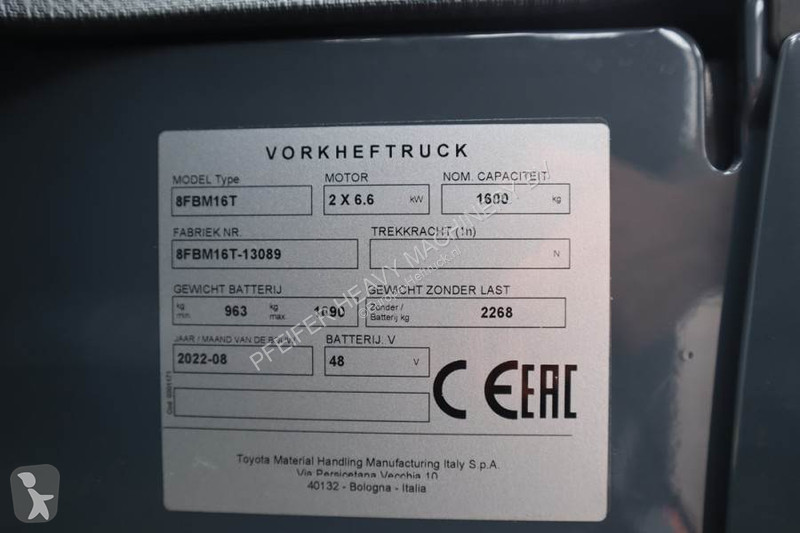 VORKHEFTRUCK
MODEL Type MOTOR NOM. CAPACITEIT
8FBM16T 2 X 6.6 kW 1600 kg
FABRIEK NR. TREKKRACHT (1h)
8FBM16T-13089 N
GEWICHT BATTERIJ GEWICHT ZONDER LAST
kg min. 963 kg max. 1090 Zonder / Batterij kg 2268
JAAR / MAAND VAN DE BOUW BATTERIJ. V
2022-08 48 V
CE EAC
Toyota Material Handling Manufacturing Italy S.p.A.
Via Persicetana Vecchia 10
40132 - Bologna - Italia
PFEIFER HEAVY MACHINERY B.V.